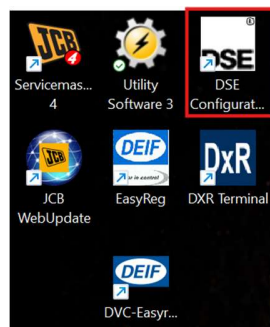 JCB
4
DSE
Servicemas...
4
Utility
Software 3
DSE
Configurat...
JCB
DEIF
DXR
JCB
WebUpdate
EasyReg
DXR Terminal
DEIF
DVC-Easyr...